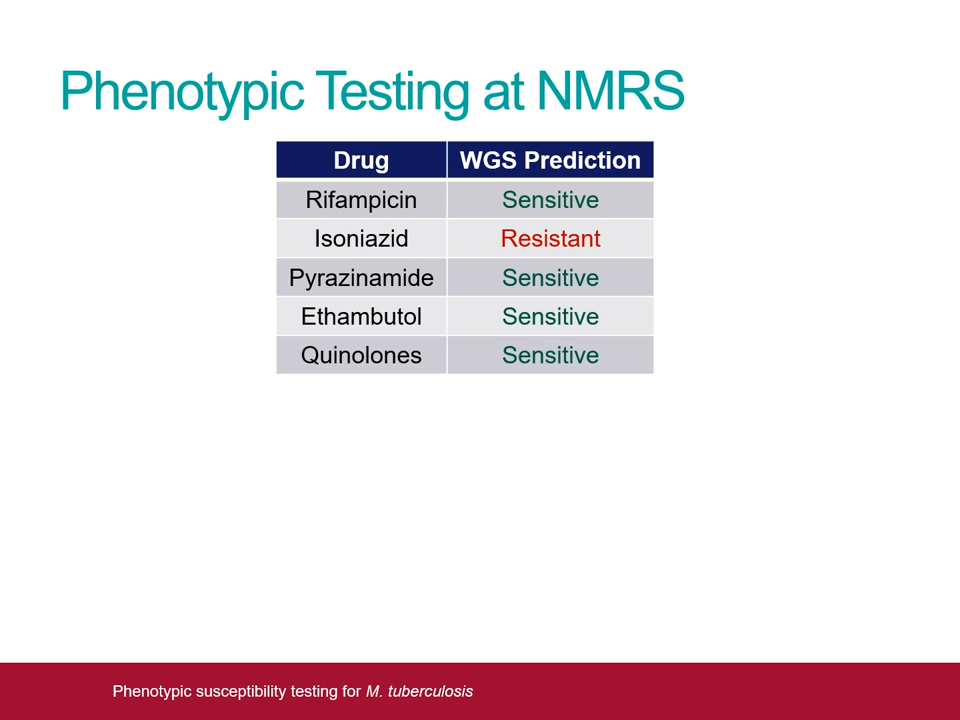 Phenotypic Testing at NMRS
Drug WGS Prediction
Rifampicin Sensitive
Isoniazid Resistant
Pyrazinamide Sensitive
Ethambutol Sensitive
Quinolones Sensitive
Phenotypic susceptibility testing for M. tuberculosis